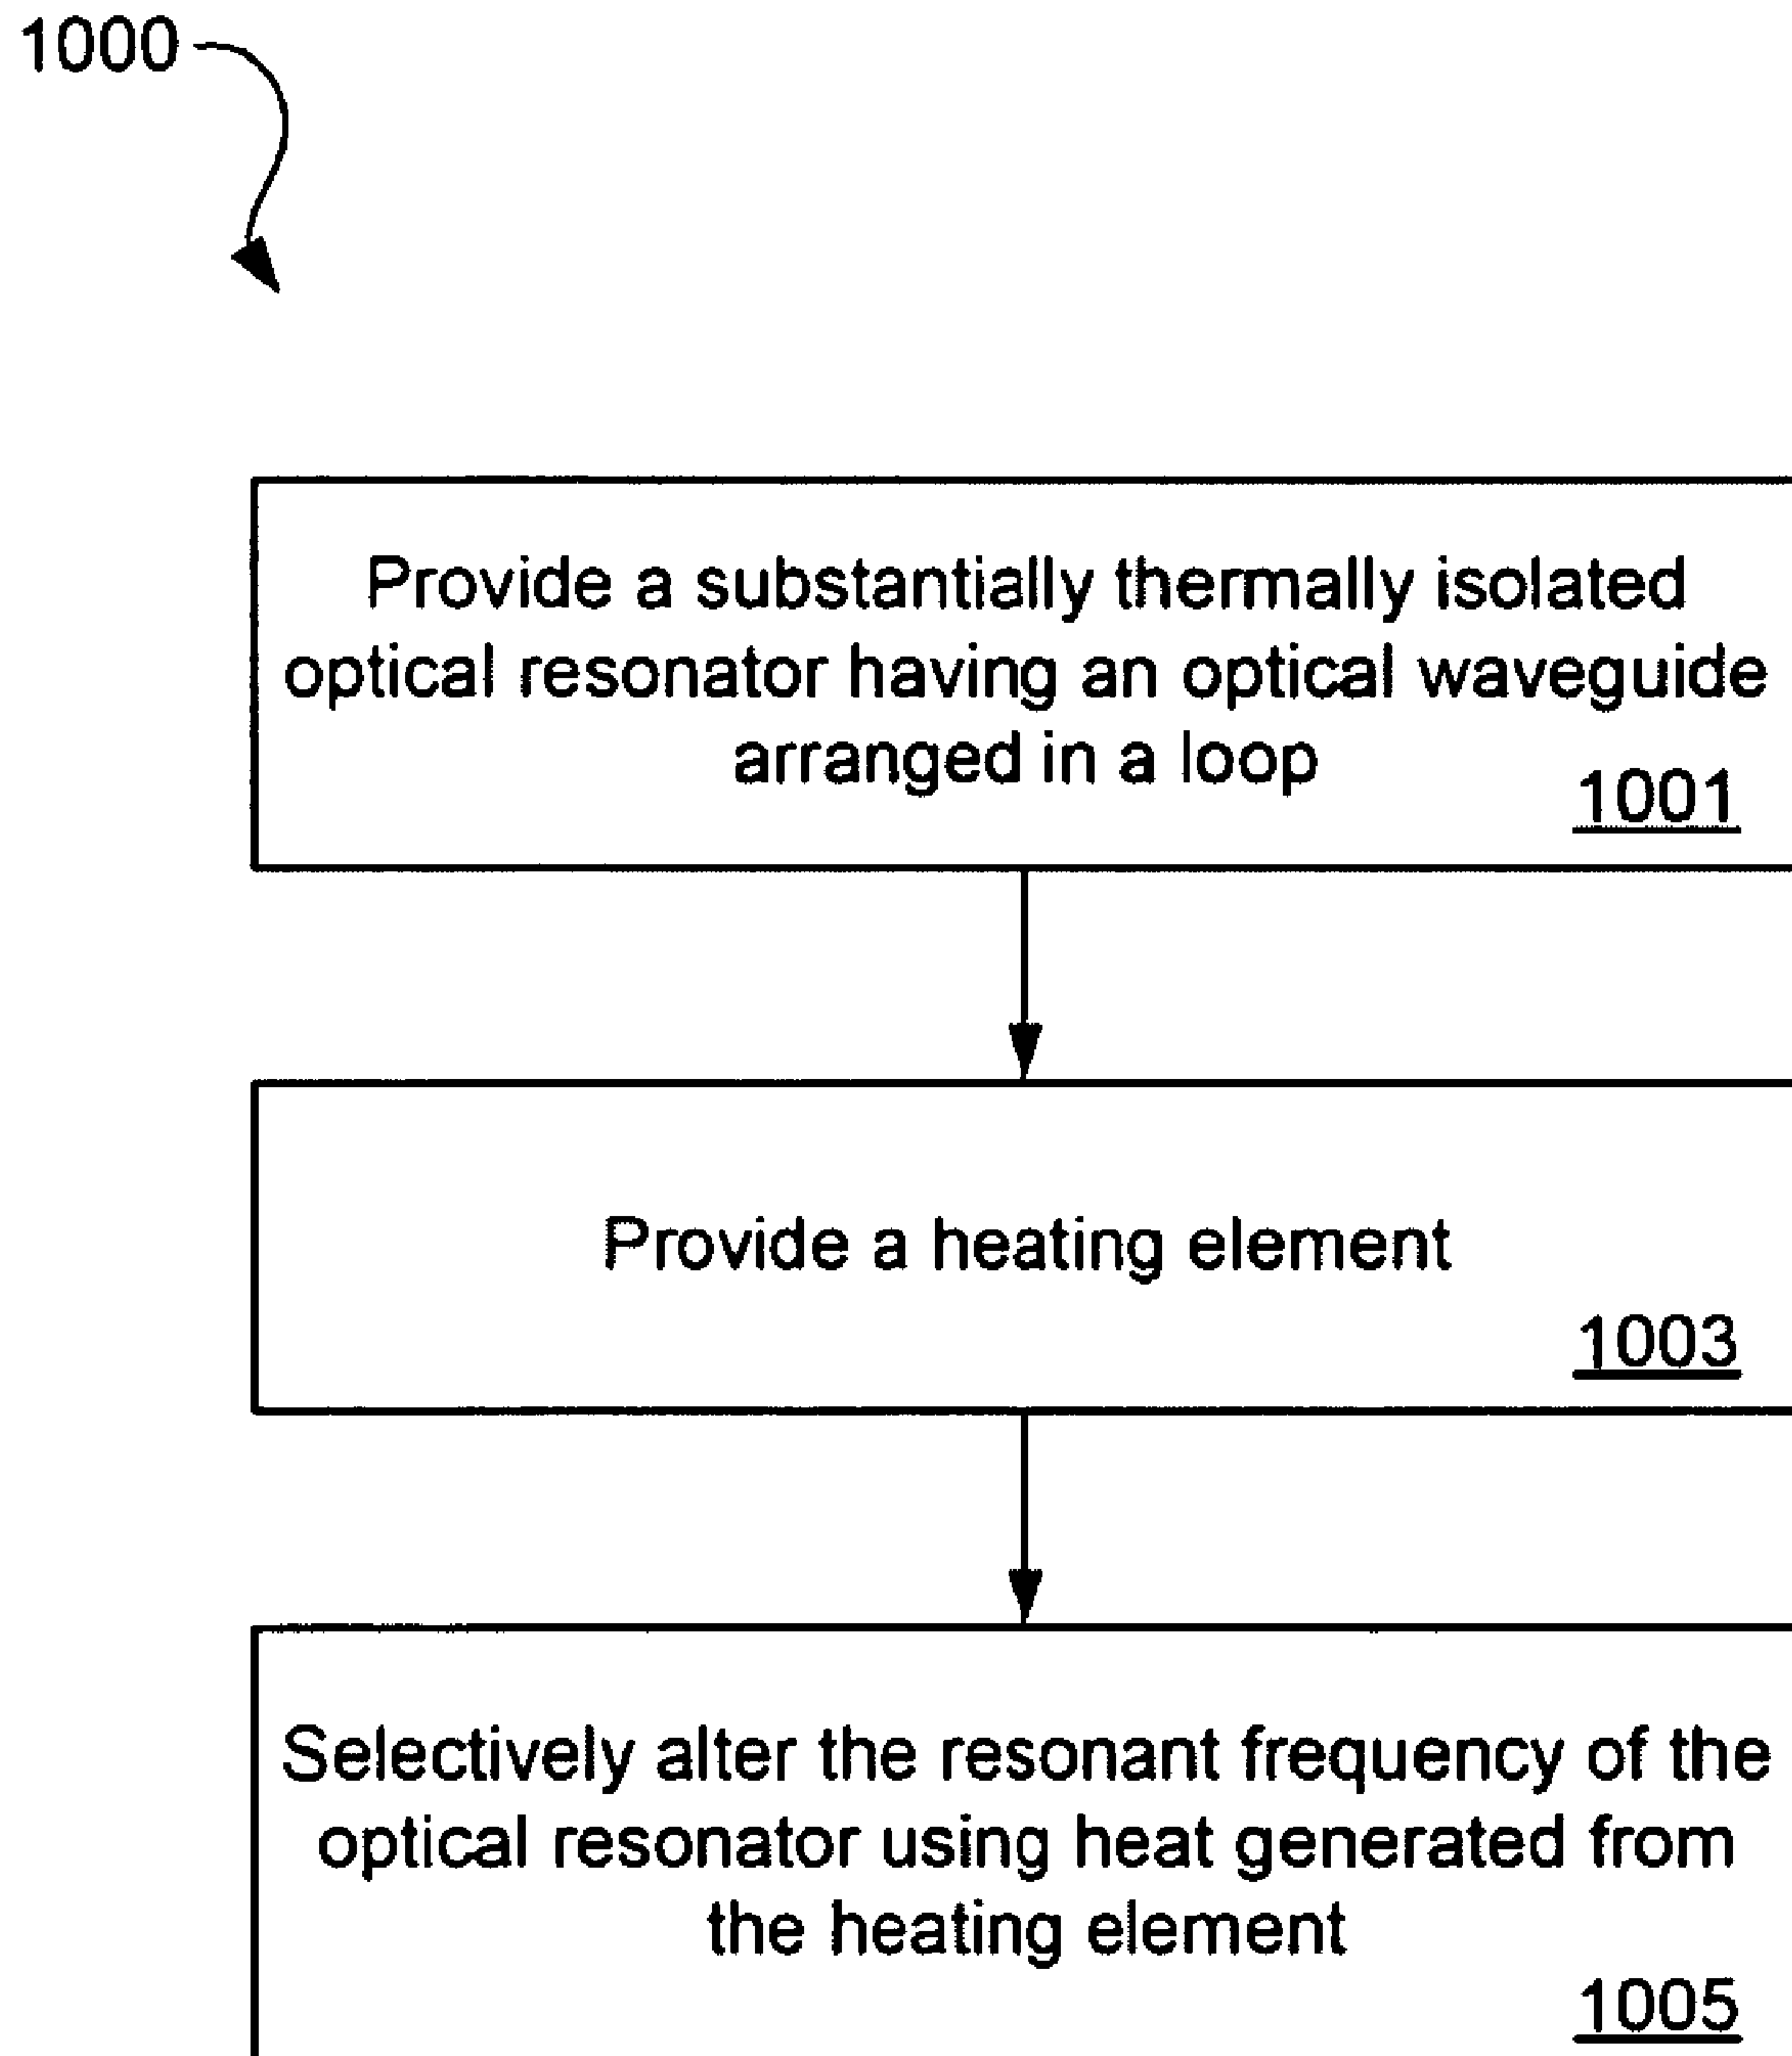 1000
Provide a substantially thermally isolated
optical resonator having an optical waveguide
arranged in a loop
1001
Provide a heating element
1003
Selectively alter the resonant frequency of the
optical resonator using heat generated from
the heating element
1005